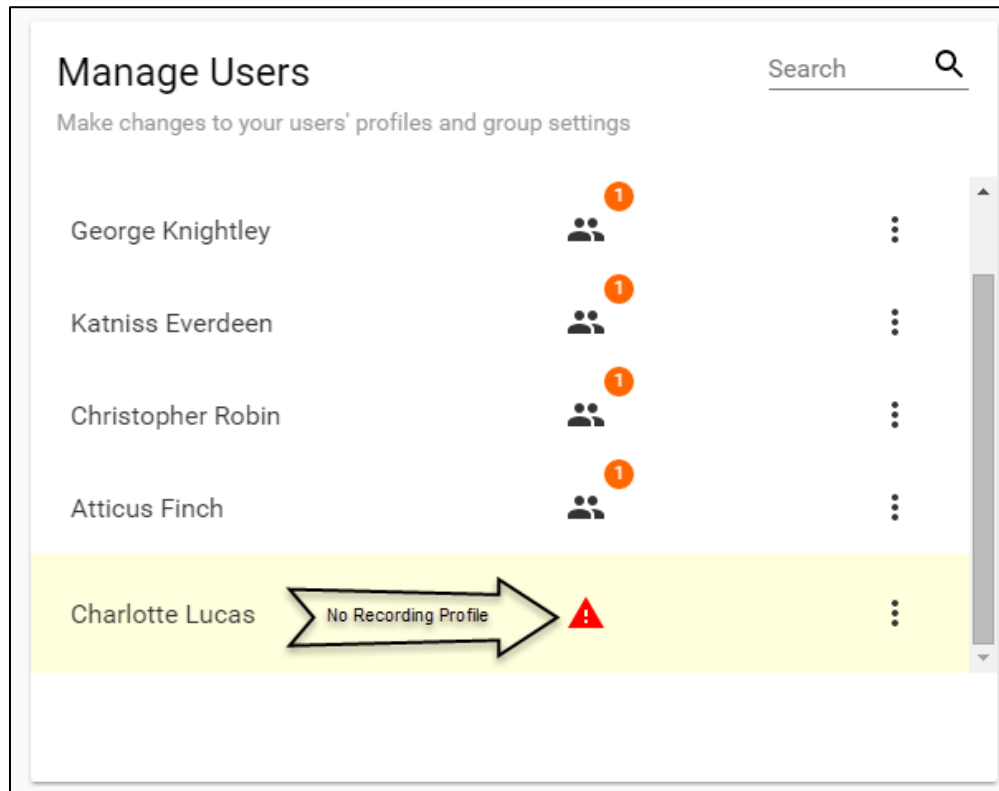 Manage Users
Search
Make changes to your users' profiles and group settings
1
George Knightley
1
Katniss Everdeen
1
Christopher Robin
1
Atticus Finch
Charlotte Lucas
No Recording Profile